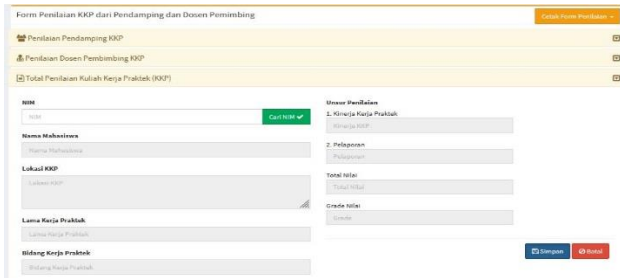 Form Penilaian KKP dari Pendamping dan Dosen Pemimbing
Cetak Form Penilaian
Penilaian Pendamping KKP
Penilaian Dosen Pembimbing KKP
Total Penilaian Kuliah Kerja Praktek (KKP)
NIM
NIM
Cari NIM
Nama Mahasiswa
Nama Mahasiswa
Lokasi KKP
Lokasi KKP
Lama Kerja Praktek
Lama Kerja Praktek
Bidang Kerja Praktek
Bidang Kerja Praktek
Unsur Penilaian
1. Kinerja Kerja Praktek
Kinerja KKP
2. Pelaporan
Pelaporan
Total Nilai
Total Nilai
Grade Nilai
Grade
Simpan
Batal